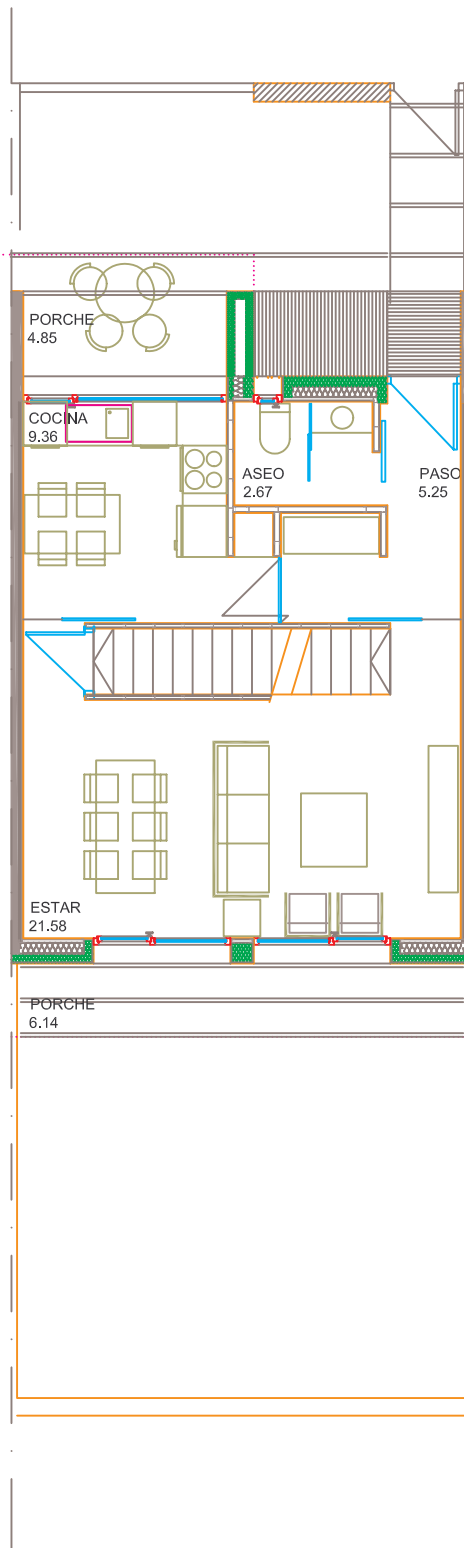 PORCHE
4.85
COCINA
9.36
ASEO
2.67
PASO
5.25
ESTAR
21.58
PORCHE
6.14